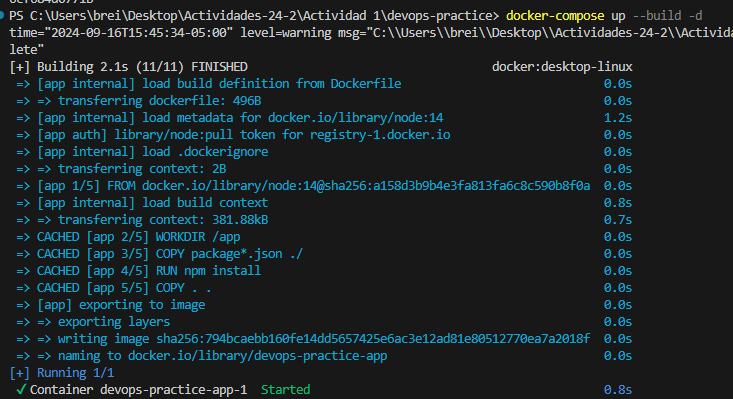 PS C:\Users\brei\Desktop\Actividades-24-2\Actividad 1\devops-practice> docker-compose up --build -d
time="2024-09-16T15:45:34-05:00" level=warning msg="C:\\Users\\brei\\Desktop\\Actividades-24-2\\Activida
lete"
[+] Building 2.1s (11/11) FINISHED docker:desktop-linux
=> [app internal] load build definition from Dockerfile 0.0s
=> => transferring dockerfile: 496B 0.0s
=> [app internal] load metadata for docker.io/library/node:14 1.2s
=> [app auth] library/node:pull token for registry-1.docker.io 0.0s
=> [app internal] load .dockerignore 0.0s
=> => transferring context: 2B 0.0s
=> [app 1/5] FROM docker.io/library/node:14@sha256:a158d3b9b4e3fa813fa6c8c590b8f0a 0.0s
=> [app internal] load build context 0.8s
=> => transferring context: 381.88kB 0.7s
=> CACHED [app 2/5] WORKDIR /app 0.0s
=> CACHED [app 3/5] COPY package*.json ./ 0.0s
=> CACHED [app 4/5] RUN npm install 0.0s
=> CACHED [app 5/5] COPY . . 0.0s
=> [app] exporting to image 0.0s
=> => exporting layers 0.0s
=> => writing image sha256:794bcaebb160fe14dd5657425e6ac3e12ad81e80512770ea7a2018f 0.0s
=> => naming to docker.io/library/devops-practice-app 0.0s
[+] Running 1/1
✓ Container devops-practice-app-1 Started 0.8s